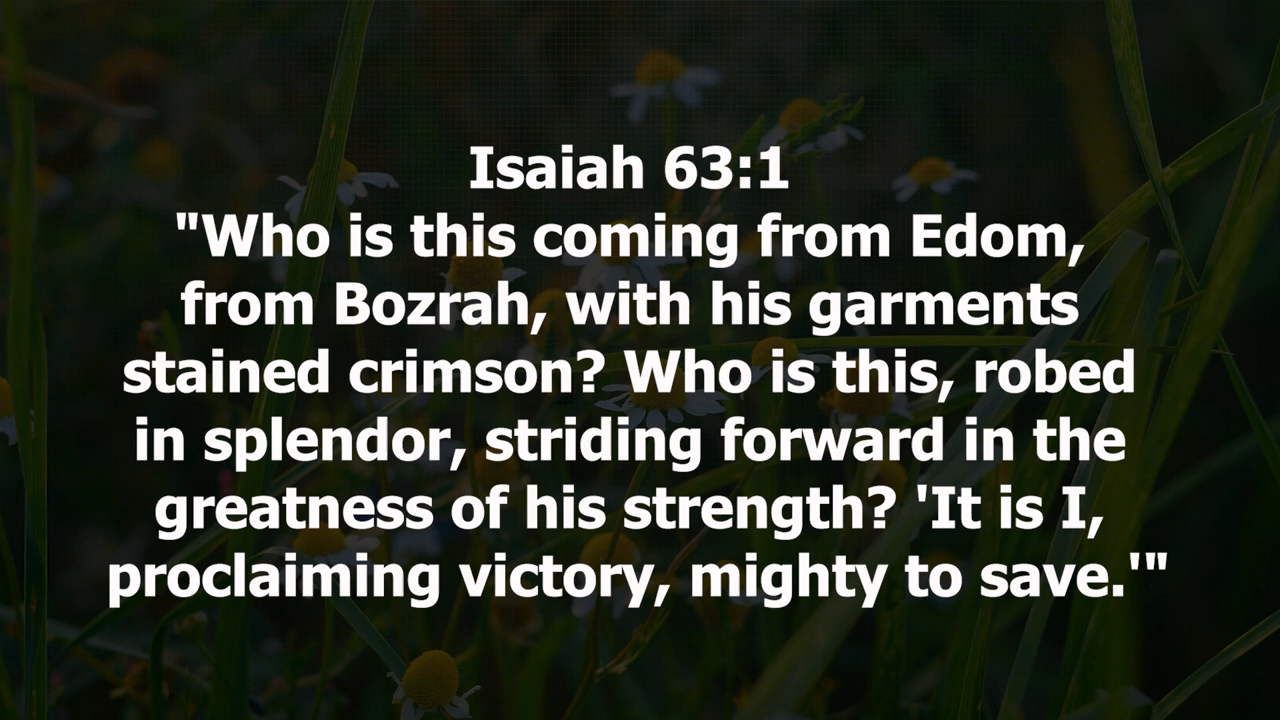 Isaiah 63:1
"Who is this coming from Edom,
from Bozrah, with his garments
stained crimson? Who is this, robed
in splendor, striding forward in the
greatness of his strength? 'It is I,
proclaiming victory, mighty to save.'"